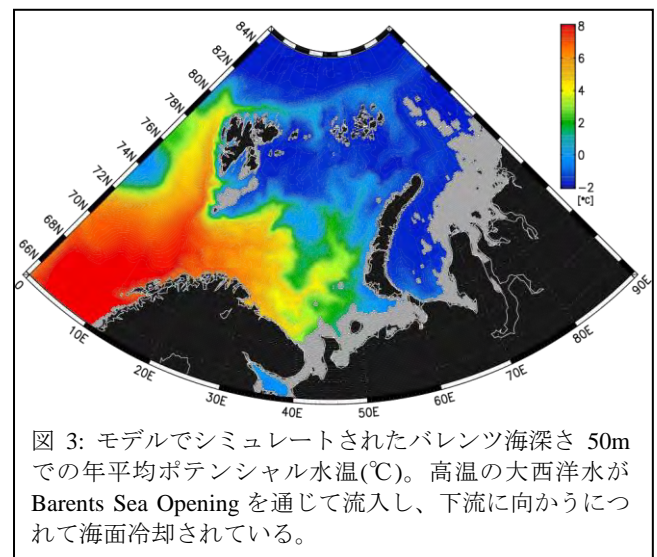 84N
82N
80N
78N
76N
74N
72N
70N
68N
66N
0
10E
20E
30E
40E
50E
60E
70E
80E
90E
8
6
4
2
0
−2
[°C]
図 3: モデルでシミュレートされたバレンツ海深さ 50m
での年平均ポテンシャル水温(℃)。高温の大西洋水が
Barents Sea Opening を通じて流入し、下流に向かうにつ
れて海面冷却されている。